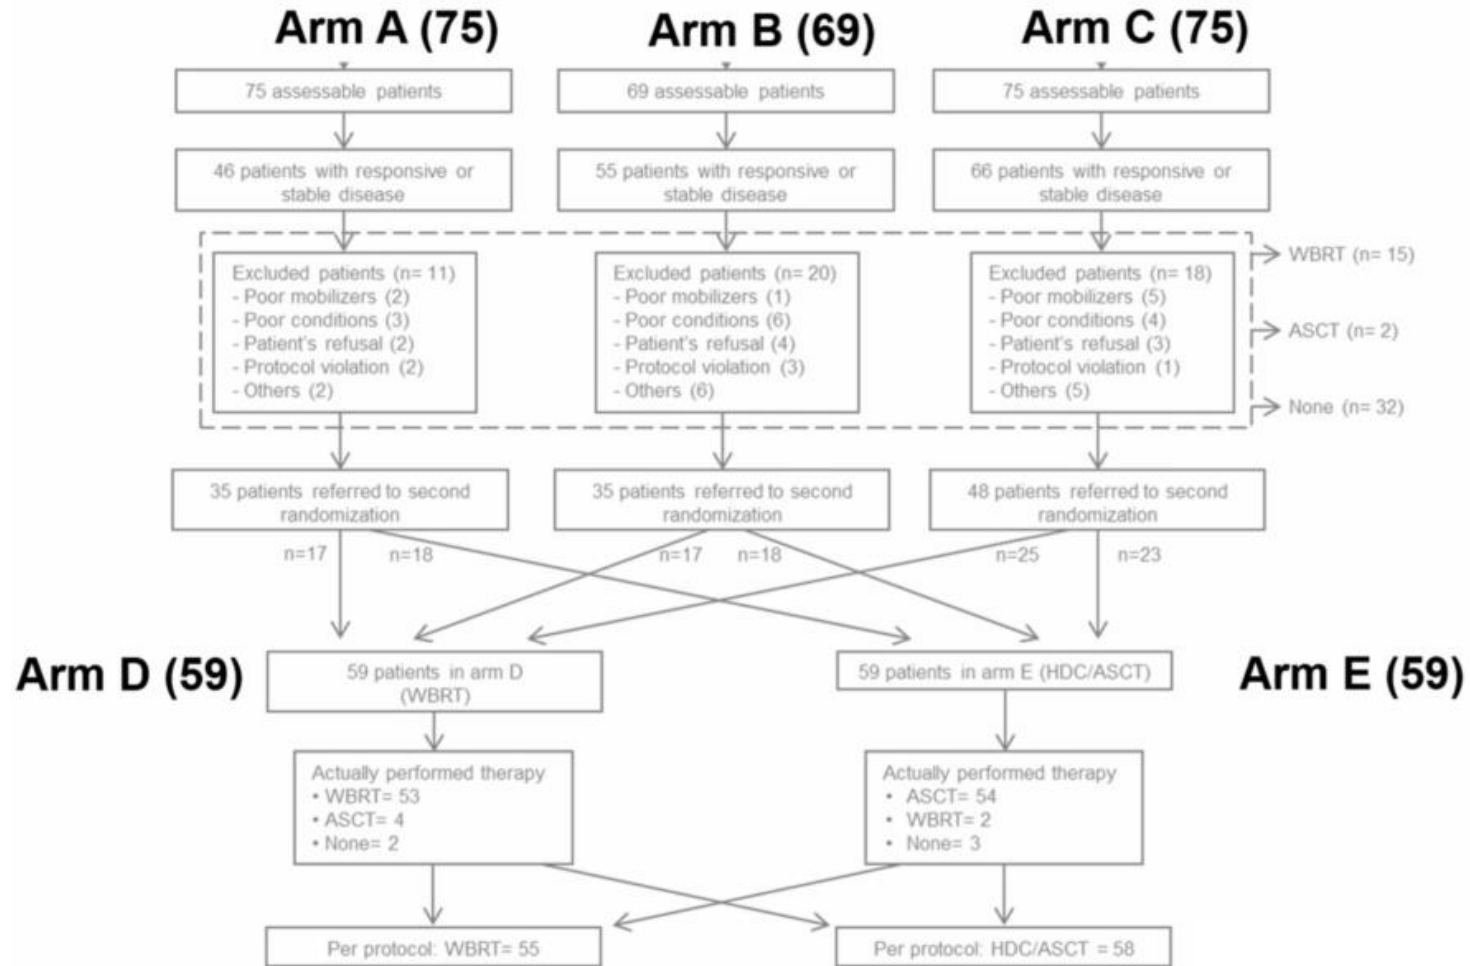 Arm A (75)
Arm B (69)
Arm C (75)
75 assessable patients
69 assessable patients
75 assessable patients
46 patients with responsive or
stable disease
55 patients with responsive or
stable disease
66 patients with responsive or
stable disease
Excluded patients (n= 11)
- Poor mobilizers (2)
- Poor conditions (3)
- Patient's refusal (2)
- Protocol violation (2)
- Others (2)
Excluded patients (n= 20)
- Poor mobilizers (1)
- Poor conditions (6)
- Patient's refusal (4)
- Protocol violation (3)
- Others (6)
Excluded patients (n= 18)
- Poor mobilizers (5)
- Poor conditions (4)
- Patient's refusal (3)
- Protocol violation (1)
- Others (5)
WBRT (n= 15)
ASCT (n= 2)
None (n= 32)
35 patients referred to second
randomization
35 patients referred to second
randomization
48 patients referred to second
randomization
n=17
n=18
n=17
n=18
n=25
n=23
Arm D (59)
59 patients in arm D
(WBRT)
59 patients in arm E (HDC/ASCT)
Arm E (59)
Actually performed therapy
• WBRT= 53
• ASCT= 4
• None= 2
Actually performed therapy
• ASCT= 54
• WBRT= 2
• None= 3
Per protocol: WBRT= 55
Per protocol: HDC/ASCT = 58